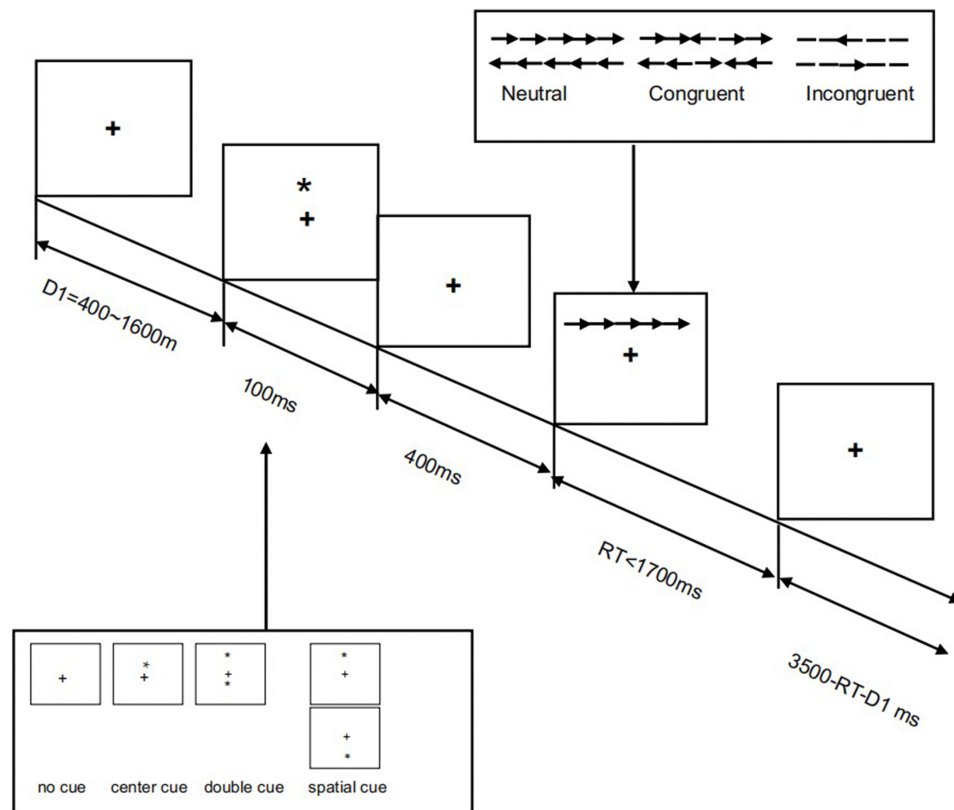 Neutral
Congruent
Incongruent
+
*
+
+
+
+
D1=400~1600m
100ms
400ms
RT<1700ms
3500-RT-D1 ms
+
*
+
*
+
*
*
+
+
*
no cue
center cue
double cue
spatial cue